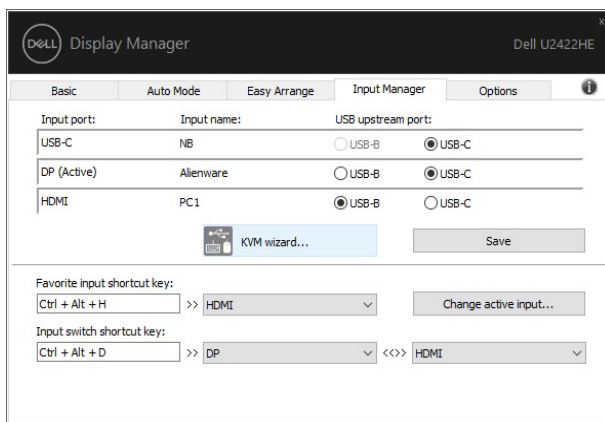 x
DELL Display Manager Dell U2422HE
Basic Auto Mode Easy Arrange Input Manager Options i
Input port: Input name: USB upstream port:
USB-C NB USB-B USB-C
DP (Active) Alienware USB-B USB-C
HDMI PC1 USB-B USB-C
KVM wizard... Save
Favorite input shortcut key:
Ctrl + Alt + H >> HDMI Change active input...
Input switch shortcut key:
Ctrl + Alt + D >> DP <<>> HDMI